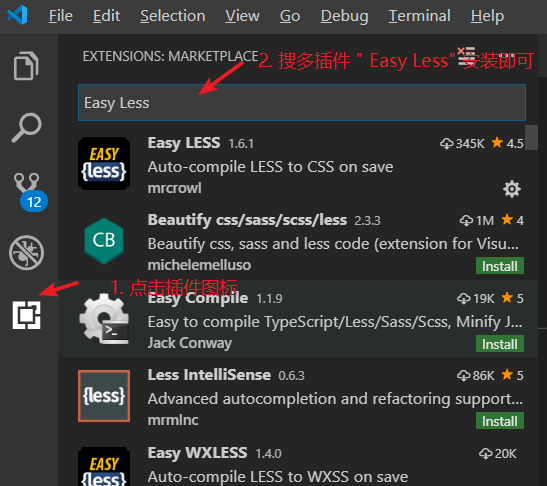 File Edit Selection View Go Debug Terminal Help
EXTENSIONS: MARKETPLACE
2. 搜多插件 " Easy Less" 安装即可
Easy Less
EASY
{less}
Easy LESS 1.6.1 345K 4.5
Auto-compile LESS to CSS on save
mrcrowl
12
CB
Beautify css/sass/scss/less 2.3.3 1M 4
Beautify css, sass and less code (extension for Visu...
michelemelluso Install
1. 点击插件图标
Easy Compile 1.1.9 19K 5
Easy to compile TypeScript/Less/Sass/Scss, Minify J...
Jack Conway Install
{less}
Less IntelliSense 0.6.3 86K 5
Advanced autocompletion and refactoring support...
mrmlnc Install
EASY
{less}
Easy WXLESS 1.4.0 20K
Auto-compile LESS to WXSS on save